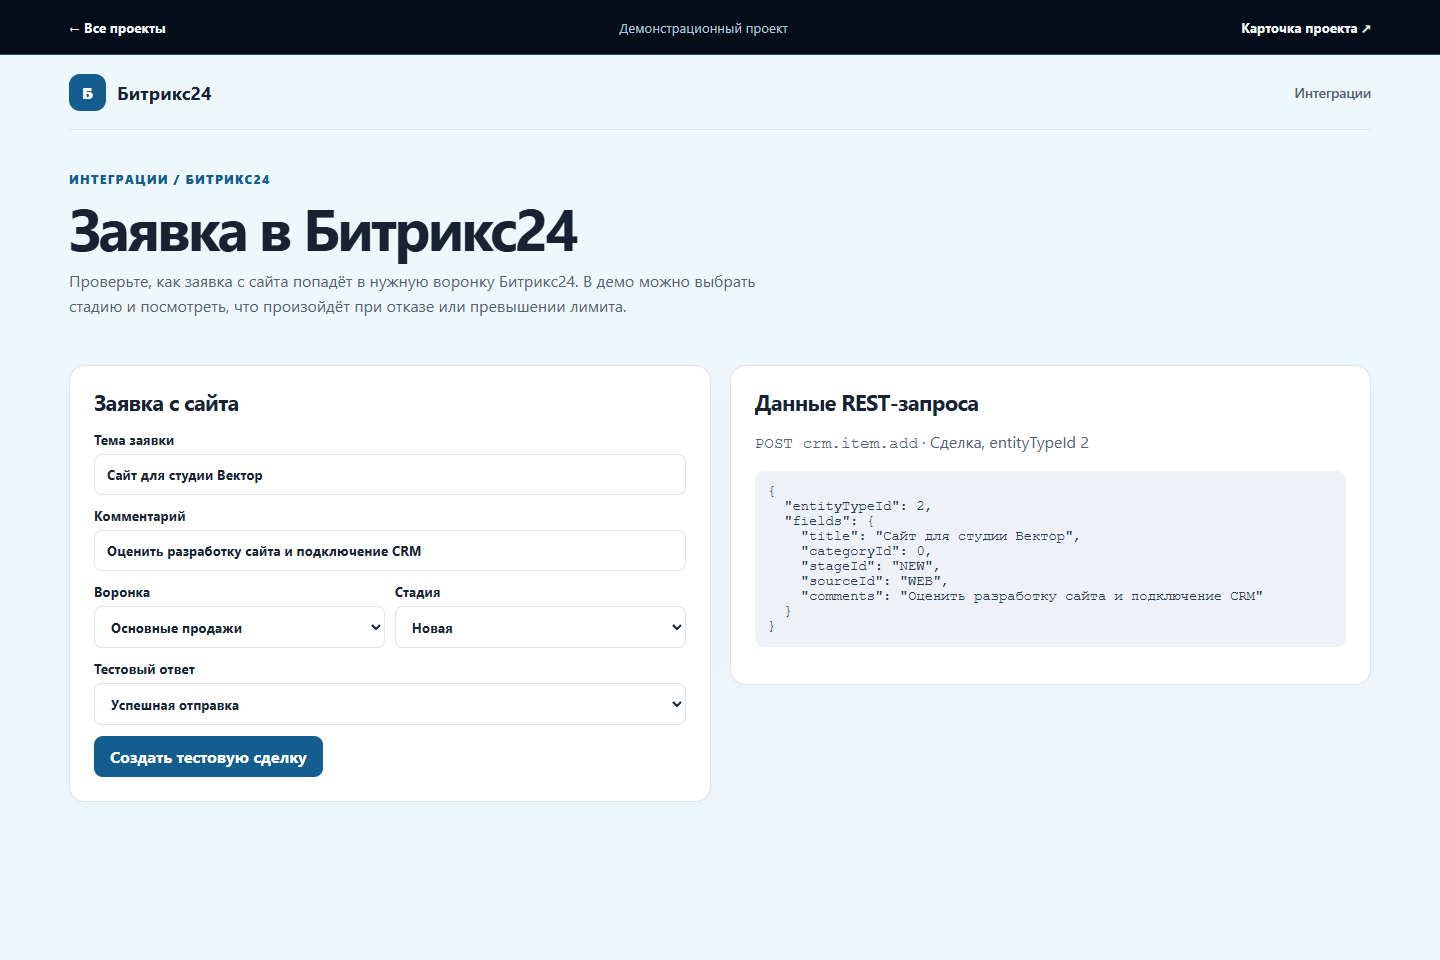 ← Все проекты
Демонстрационный проект
Карточка проекта ↗
Б
Битрикс24
Интеграции
ИНТЕГРАЦИИ / БИТРИКС24
Заявка в Битрикс24
Проверьте, как заявка с сайта попадёт в нужную воронку Битрикс24. В демо можно выбрать
стадию и посмотреть, что произойдёт при отказе или превышении лимита.
Заявка с сайта
Тема заявки
Сайт для студии Вектор
Комментарий
Оценить разработку сайта и подключение CRM
Воронка
Стадия
Основные продажи
Новая
Тестовый ответ
Успешная отправка
Создать тестовую сделку
Данные REST-запроса
POST crm.item.add · Сделка, entityTypeId 2
{
  "entityTypeId": 2,
  "fields": {
    "title": "Сайт для студии Вектор",
    "categoryId": 0,
    "stageId": "NEW",
    "sourceId": "WEB",
    "comments": "Оценить разработку сайта и подключение CRM"
  }
}